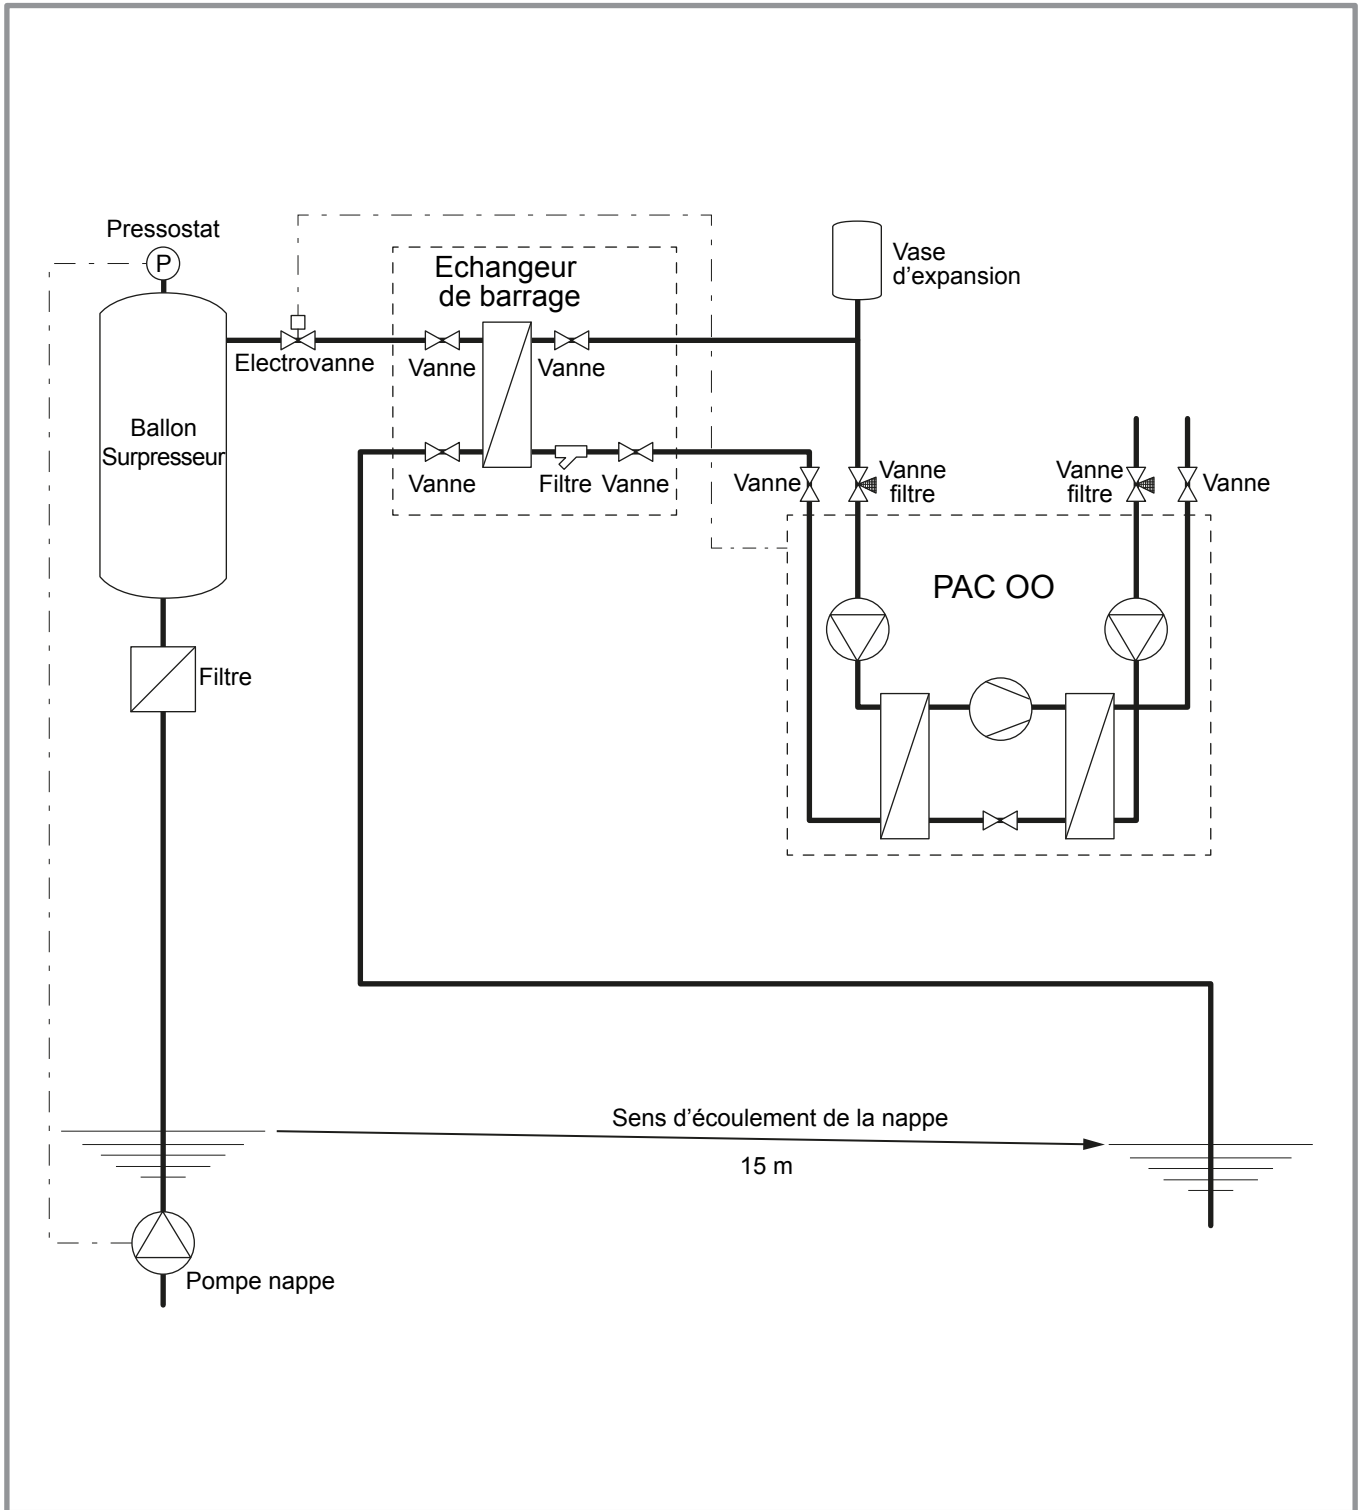 Pressostat
P
Echangeur
de barrage
Vase
d’expansion
Electrovanne
Vanne
Vanne
Ballon
Surpresseur
Vanne
Filtre
Vanne
Vanne
Vanne
filtre
Vanne
filtre
Vanne
PAC OO
Filtre
Sens d’écoulement de la nappe
15 m
Pompe nappe